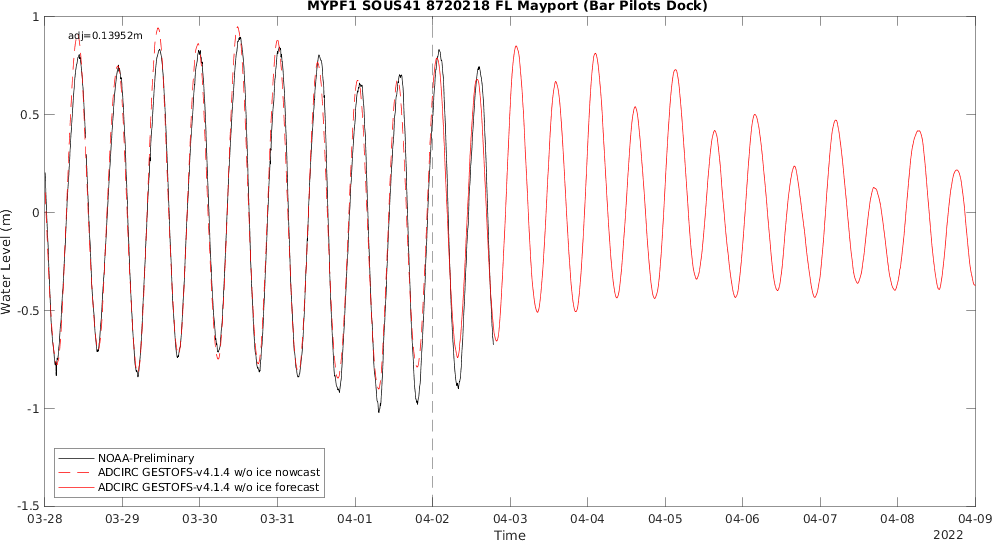 MYPF1 SOUS41 8720218 FL Mayport (Bar Pilots Dock)
adj=0.13952m
Water Level (m)
1
0.5
0
-0.5
-1
-1.5
NOAA-Preliminary
ADCIRC GESTOFS-v4.1.4 w/o ice nowcast
ADCIRC GESTOFS-v4.1.4 w/o ice forecast
03-28 03-29 03-30 03-31 04-01 04-02 04-03 04-04 04-05 04-06 04-07 04-08 04-09
Time
2022